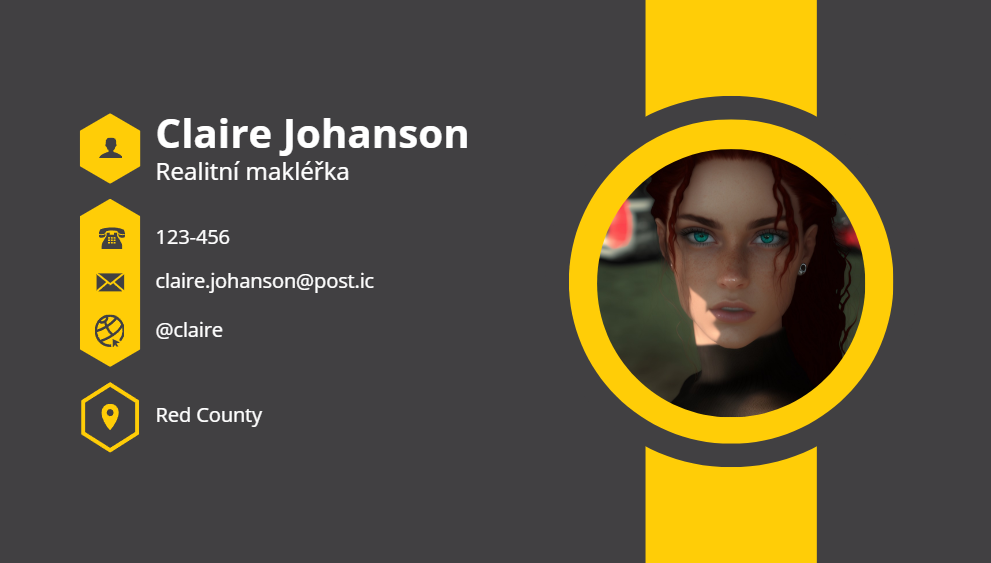 Claire Johanson
Realitní makléřka
123-456
claire.johanson@post.ic
@claire
Red County